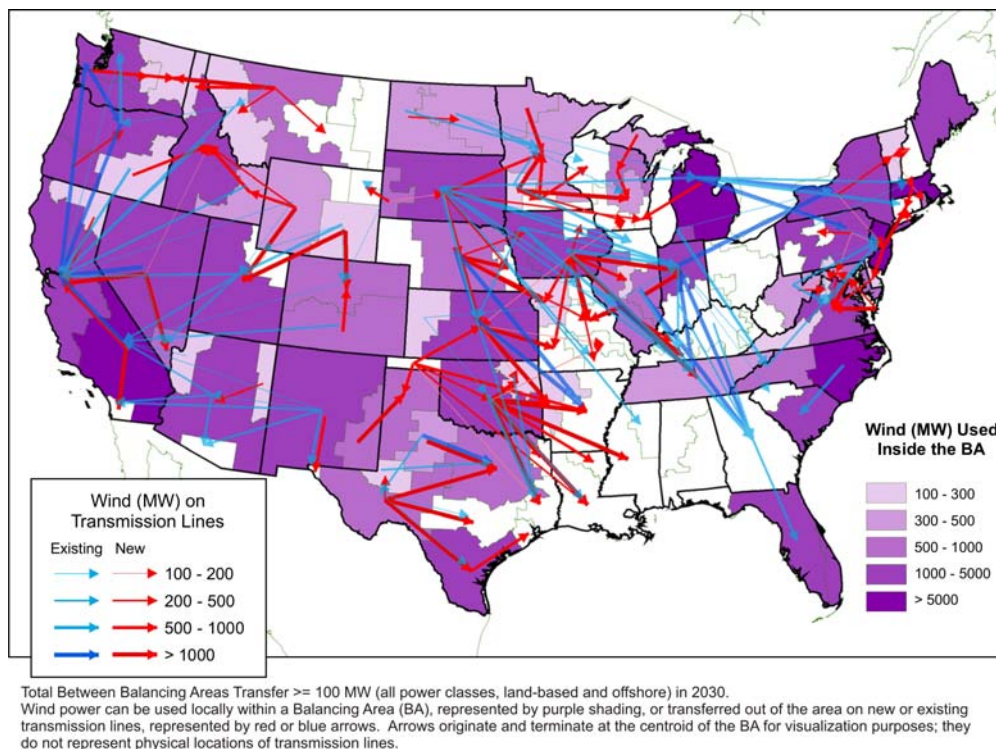 Wind (MW) Used
Inside the BA
100 - 300
300 - 500
500 - 1000
1000 - 5000
> 5000
Wind (MW) on
Transmission Lines
Existing New
100 - 200
200 - 500
500 - 1000
> 1000
Total Between Balancing Areas Transfer >= 100 MW (all power classes, land-based and offshore) in 2030.
Wind power can be used locally within a Balancing Area (BA), represented by purple shading, or transferred out of the area on new or existing
transmission lines, represented by red or blue arrows. Arrows originate and terminate at the centroid of the BA for visualization purposes; they
do not represent physical locations of transmission lines.